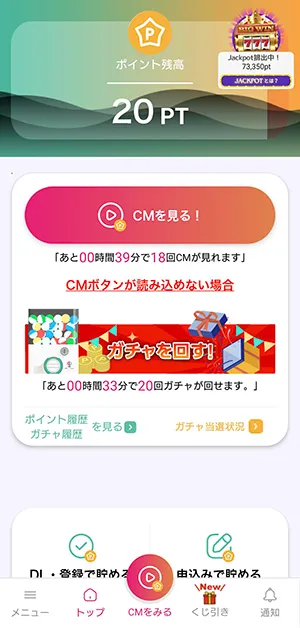 BIG WIN
777
P
ポイント残高
Jackpot排出中!
73,350pt
JACKPOTとは?
20 PT
CMを見る!
「あと00時間39分で18回CMが見れます」
CMボタンが読み込めない場合
ガチャを回す!
「あと00時間33分で20回ガチャが回せます。」
ポイント履歴
ガチャ履歴
を見る
ガチャ当選状況
DL・登録で貯める
申込みで貯める
New
メニュー
トップ
CMをみる
くじ引き
通知